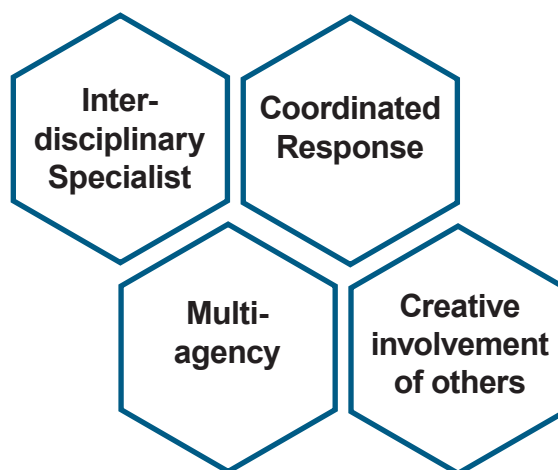 Inter-
disciplinary
Specialist
Coordinated
Response
Multi-
agency
Creative
involvement
of others